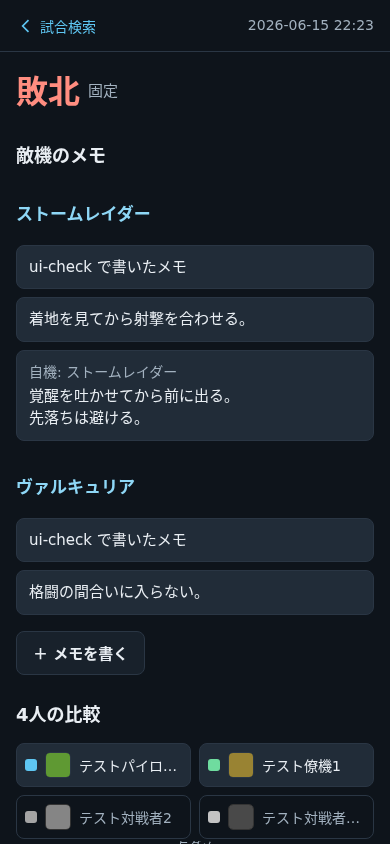 試合検索
2026-06-15 22:23
敗北 固定
敵機のメモ
ストームレイダー
ui-check で書いたメモ
着地を見てから射撃を合わせる。
自機: ストームレイダー
覚醒を吐かせてから前に出る。
先落ちは避ける。
ヴァルキュリア
ui-check で書いたメモ
格闘の間合いに入らない。
＋ メモを書く
4人の比較
テストパイロ…
テスト僚機1
テスト対戦者2
テスト対戦者…